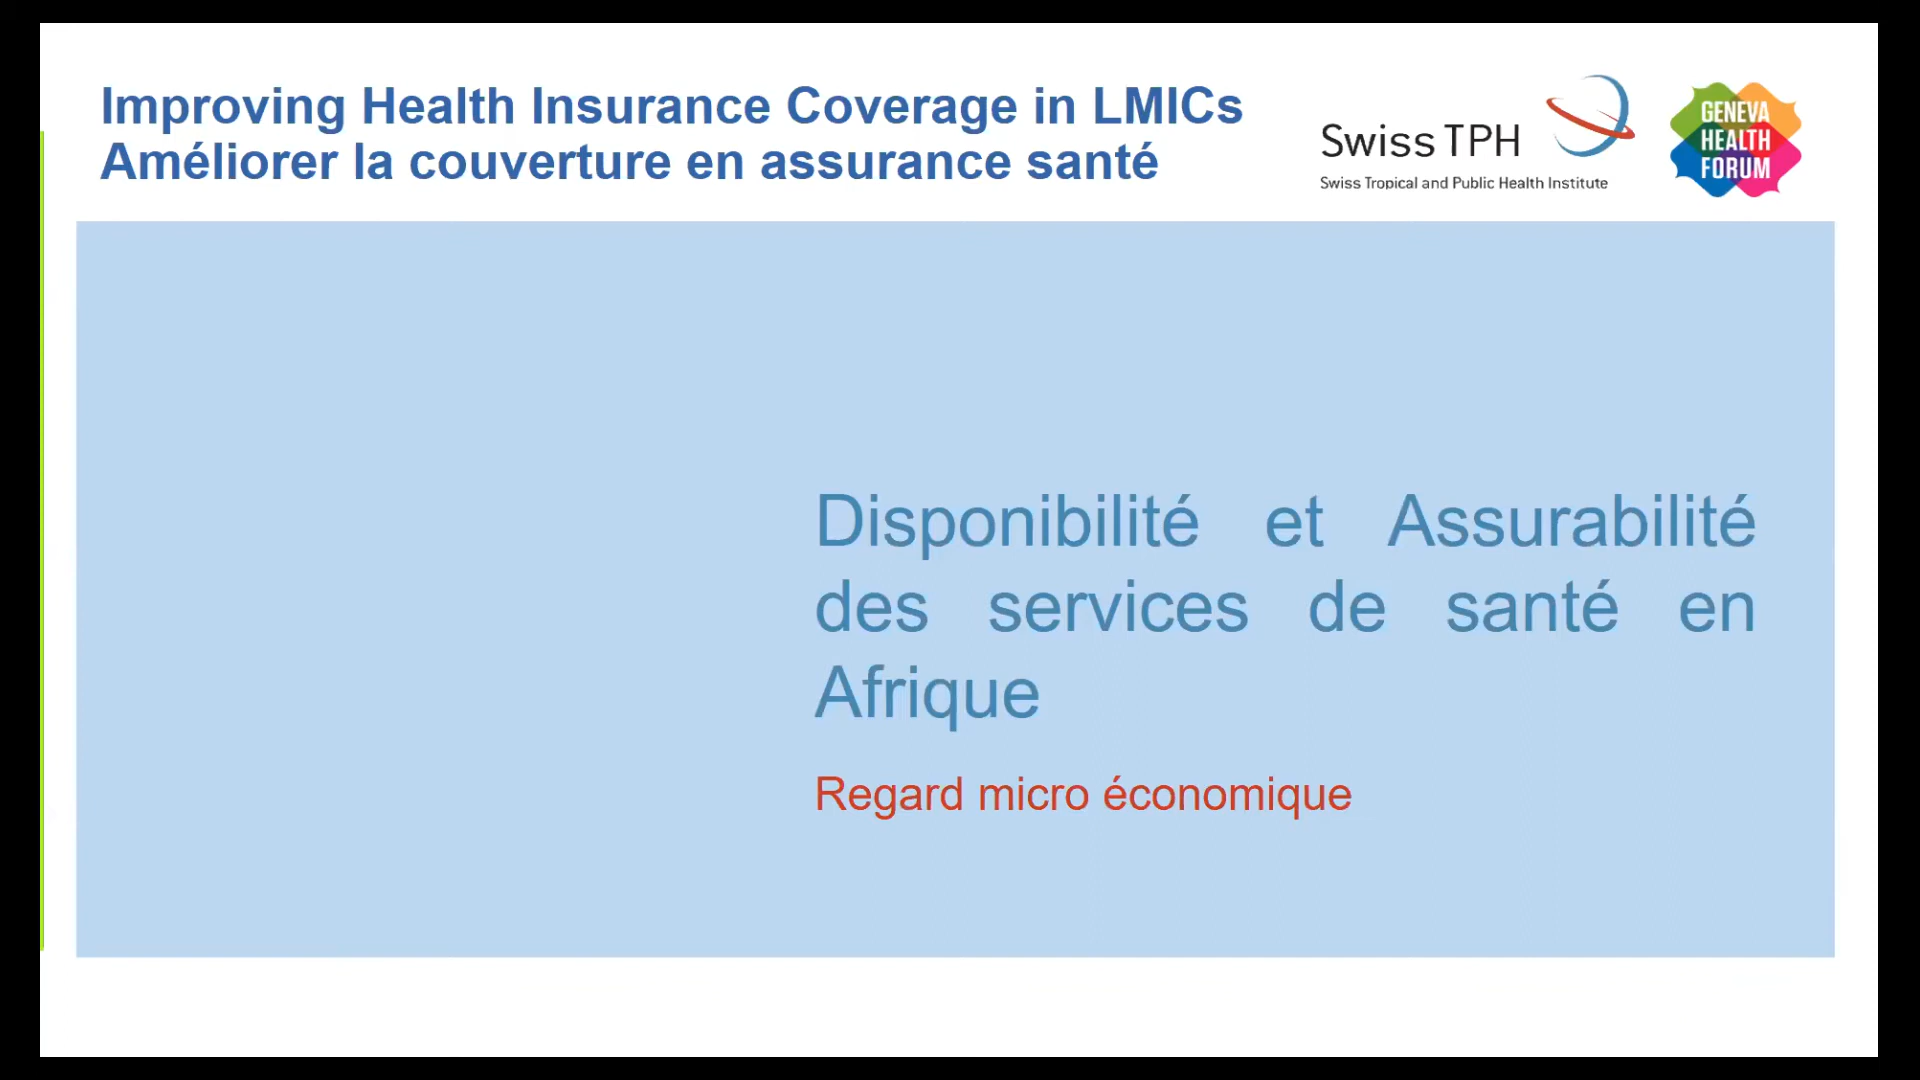 Improving Health Insurance Coverage in LMICs
Améliorer la couverture en assurance santé
Swiss TPH
Swiss Tropical and Public Health Institute
GENEVA
HEALTH
FORUM
Disponibilité et Assurabilité
des services de santé en
Afrique
Regard micro économique